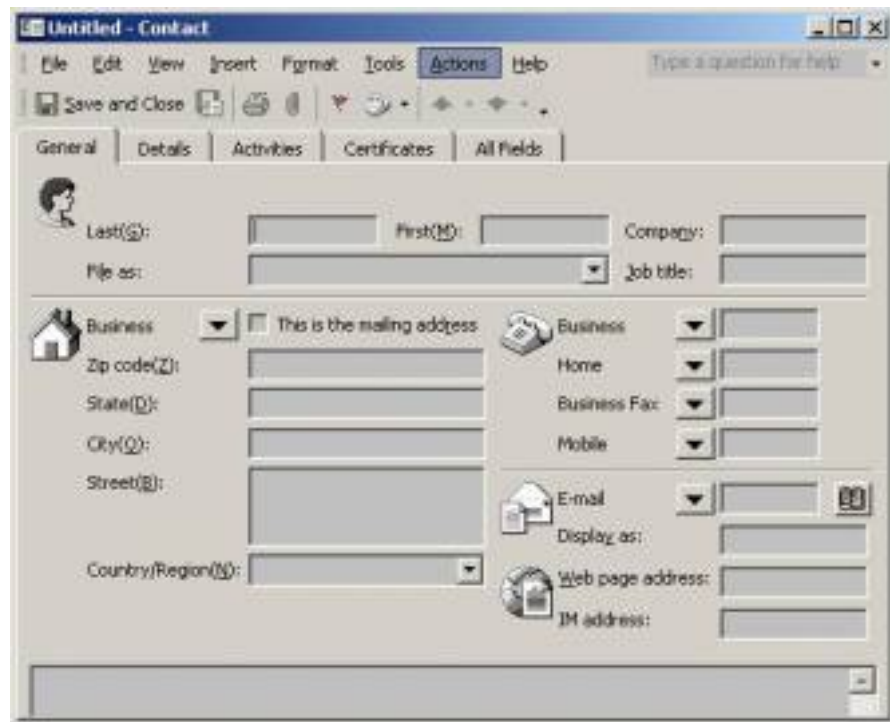 Untitled - Contact
File Edit View Insert Format Tools Actions Help Type a question for help
Save and Close
General Details Activities Certificates All Fields
Last(G): First(M): Company:
File as: Job title:
Business This is the mailing address Business
Zip code(Z): Home
State(D): Business Fax
City(O): Mobile
Street(B): E-mail
Display as:
Country/Region(N): Web page address:
IM address: